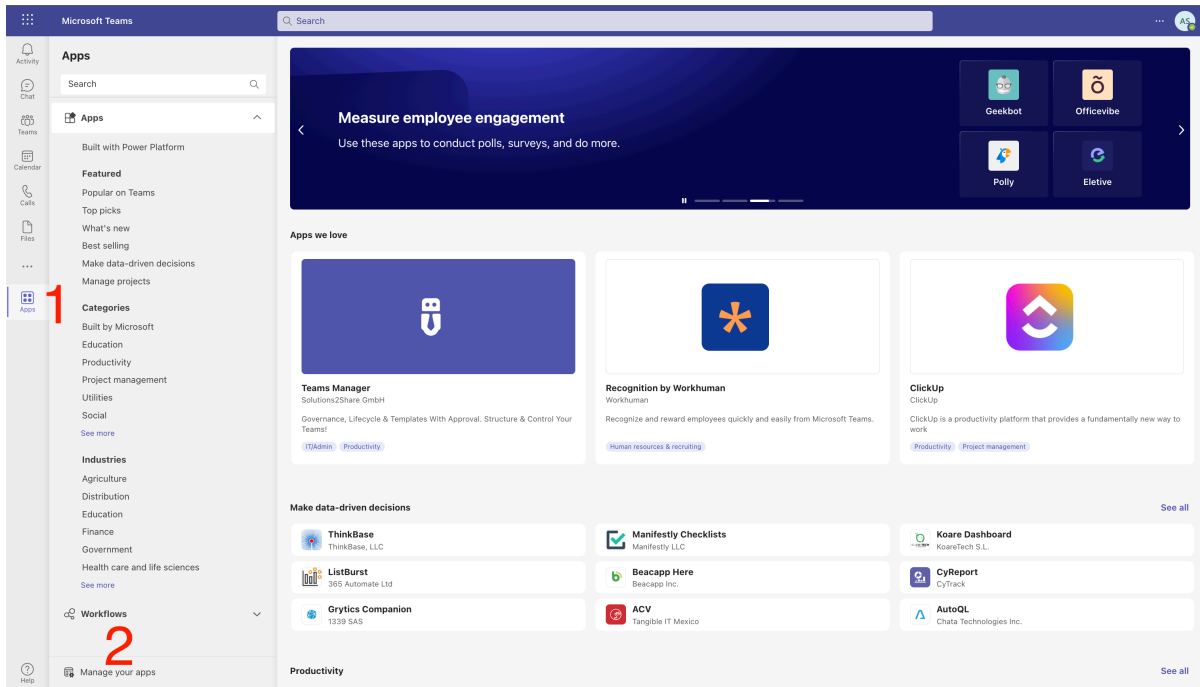 Microsoft Teams
Search
AS
Activity
Chat
Teams
Calendar
Calls
Files
Apps
Help
1
Apps
Search
Apps
Built with Power Platform
Featured
Popular on Teams
Top picks
What's new
Best selling
Make data-driven decisions
Manage projects
Categories
Built by Microsoft
Education
Productivity
Project management
Utilities
Social
See more
Industries
Agriculture
Distribution
Education
Finance
Government
Health care and life sciences
See more
Workflows
2
Manage your apps
Measure employee engagement
Use these apps to conduct polls, surveys, and do more.
Geekbot
õ
Officevibe
Polly
Eletive
Apps we love
Teams Manager
Solutions2Share GmbH
Governance, Lifecycle & Templates With Approval. Structure & Control Your
Teams!
IT/Admin Productivity
Recognition by Workhuman
Workhuman
Recognize and reward employees quickly and easily from Microsoft Teams.
Human resources & recruiting
ClickUp
ClickUp
ClickUp is a productivity platform that provides a fundamentally new way to
work
Productivity Project management
Make data-driven decisions
See all
ThinkBase
ThinkBase, LLC
Manifestly Checklists
Manifestly LLC
Koare Dashboard
KoareTech S.L.
ListBurst
365 Automate Ltd
Beacapp Here
Beacapp Inc.
CyReport
CyTrack
Grytics Companion
1339 SAS
ACV
Tangible IT Mexico
AutoQL
Chata Technologies Inc.
Productivity
See all